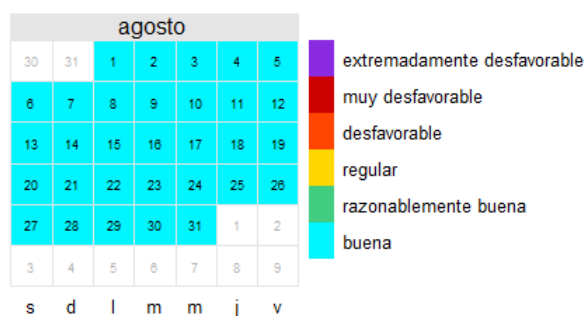 agosto
30 31 1 2 3 4 5
6 7 8 9 10 11 12
13 14 15 16 17 18 19
20 21 22 23 24 25 26
27 28 29 30 31 1 2
3 4 5 6 7 8 9
s d l m m j v
extremadamente desfavorable
muy desfavorable
desfavorable
regular
razonablemente buena
buena